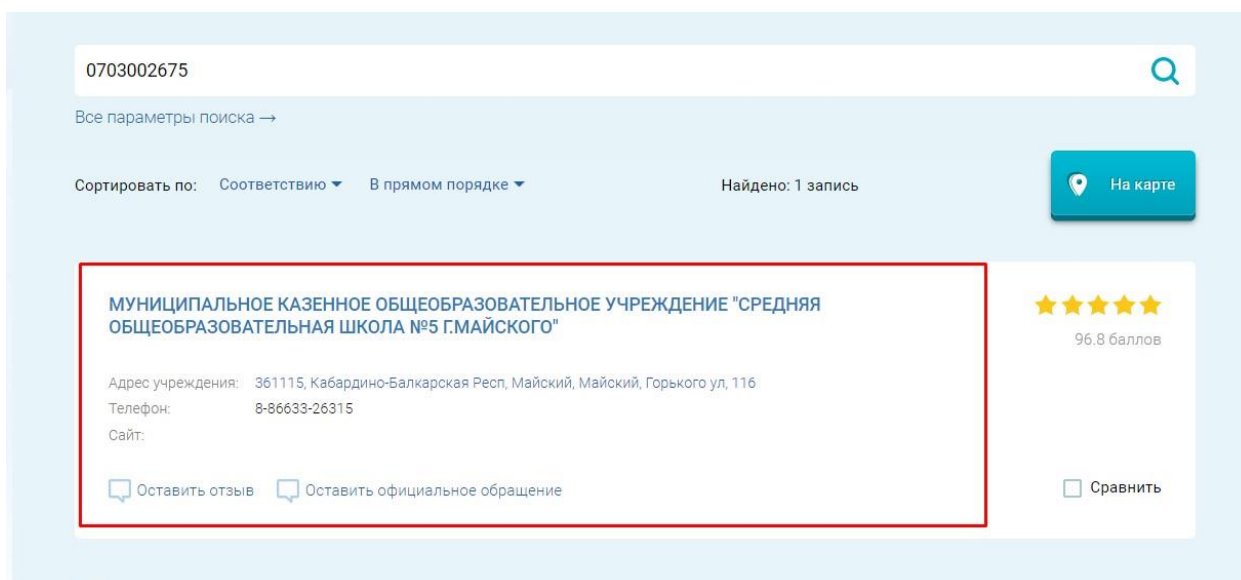 0703002675
Все параметры поиска →
Сортировать по: Соответствию В прямом порядке Найдено: 1 запись На карте
МУНИЦИПАЛЬНОЕ КАЗЕННОЕ ОБЩЕОБРАЗОВАТЕЛЬНОЕ УЧРЕЖДЕНИЕ "СРЕДНЯЯ
ОБЩЕОБРАЗОВАТЕЛЬНАЯ ШКОЛА №5 Г.МАЙСКОГО"
96.8 баллов
Адрес учреждения: 361115, Кабардино-Балкарская Респ, Майский, Майский, Горького ул, 116
Телефон: 8-86633-26315
Сайт:
Оставить отзыв Оставить официальное обращение Сравнить